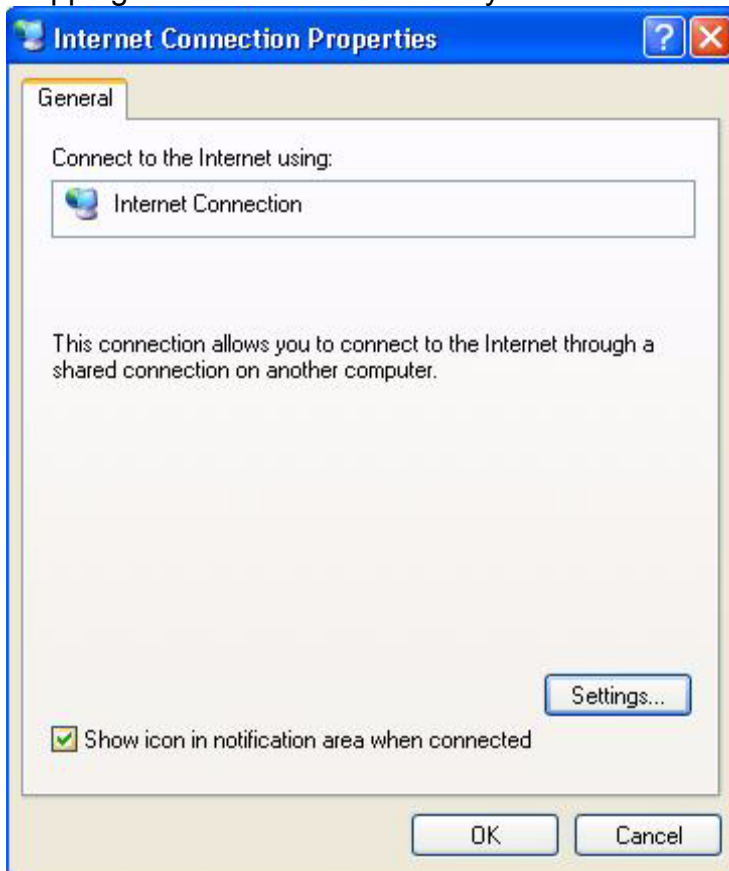 Internet Connection Properties
General
Connect to the Internet using:
Internet Connection
This connection allows you to connect to the Internet through a
shared connection on another computer.
Settings...
Show icon in notification area when connected
OK Cancel